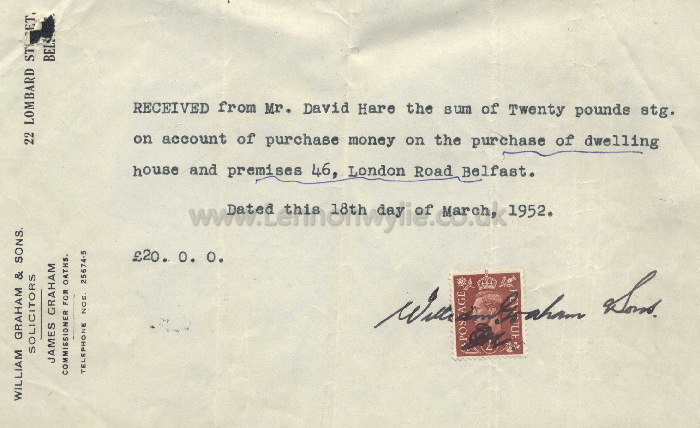 22 LOMBARD ST
BEL
WILLIAM GRAHAM & SONS.
SOLICITORS
JAMES GRAHAM
COMMISSIONER FOR OATHS.
TELEPHONE NOS. 25674-5
RECEIVED from Mr. David Hare the sum of Twenty pounds stg.
on account of purchase money on the purchase of dwelling
house and premises 46, London Road Belfast.
www.Lennonwylie.co.uk
Dated this 18th day of March, 1952.
£20. 0. 0.
POSTAGE
William Graham & Sons.